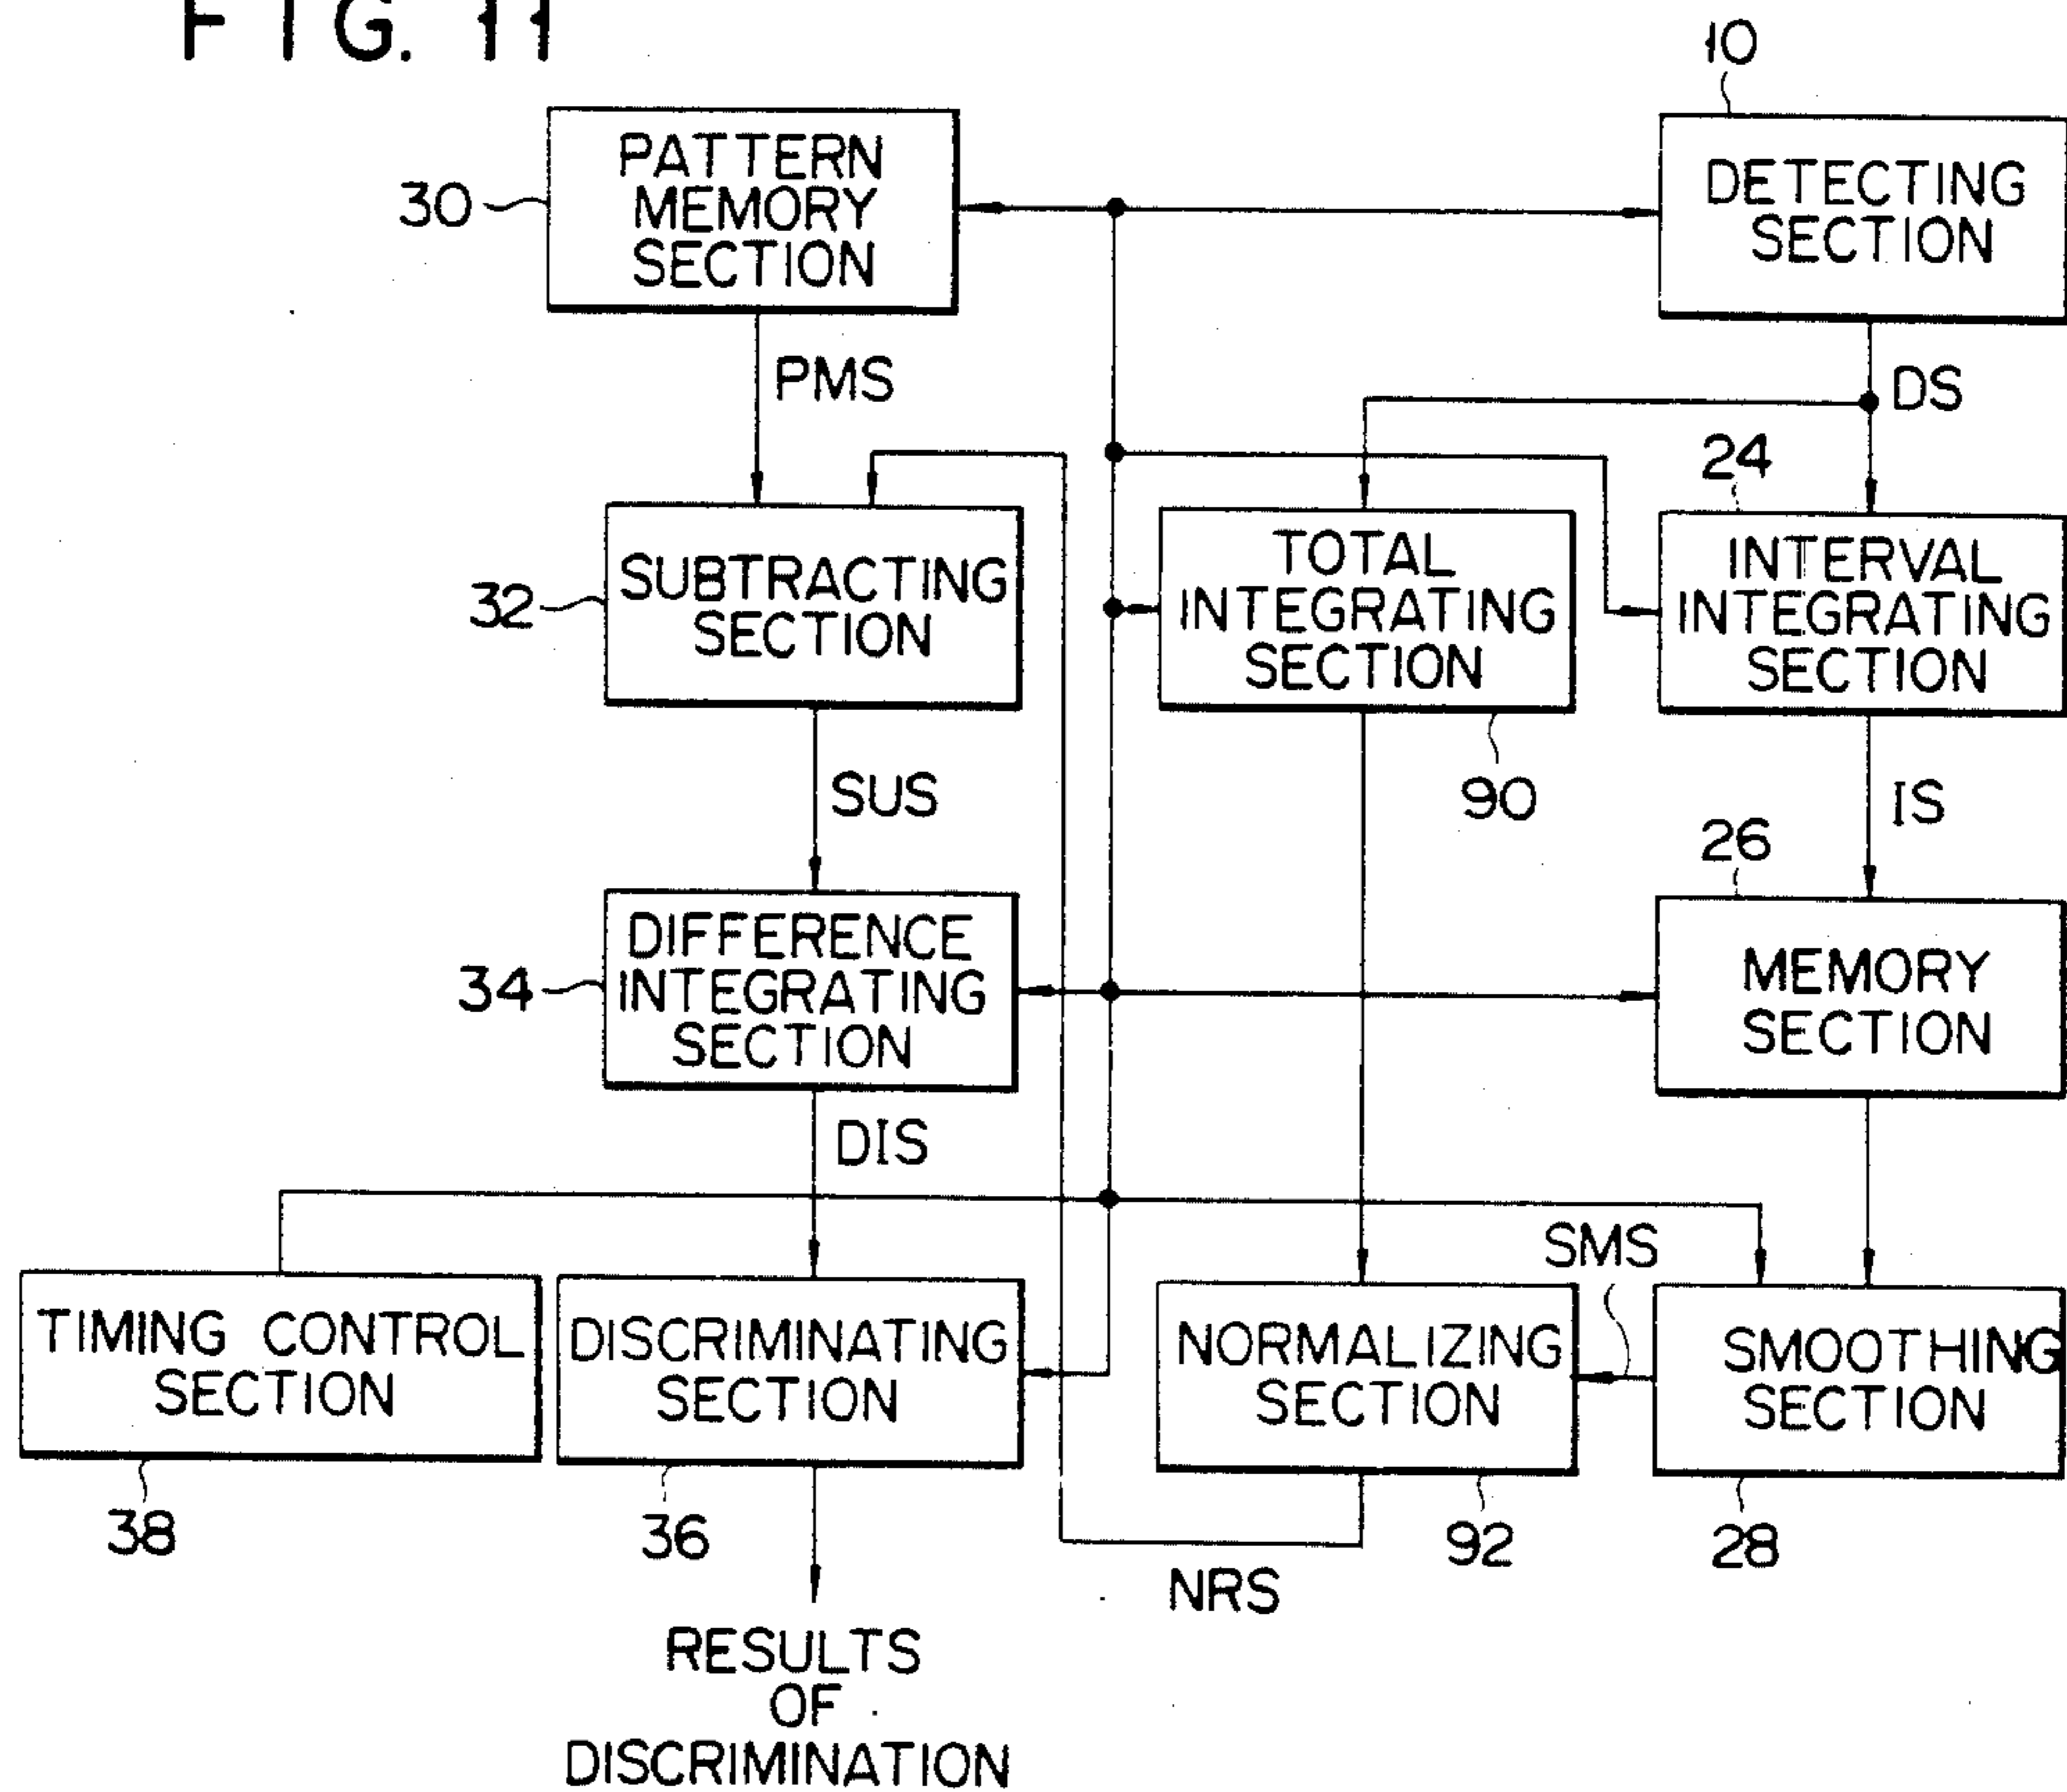 FIG. 11
10
PATTERN
MEMORY
SECTION
30
DETECTING
SECTION
PMS
DS
24
SUBTRACTING
SECTION
32
TOTAL
INTEGRATING
SECTION
INTERVAL
INTEGRATING
SECTION
SUS
90
IS
26
DIFFERENCE
INTEGRATING
SECTION
34
MEMORY
SECTION
DIS
SMS
TIMING CONTROL
SECTION
DISCRIMINATING
SECTION
NORMALIZING
SECTION
SMOOTHING
SECTION
38
36
92
28
NRS
RESULTS
OF
DISCRIMINATION